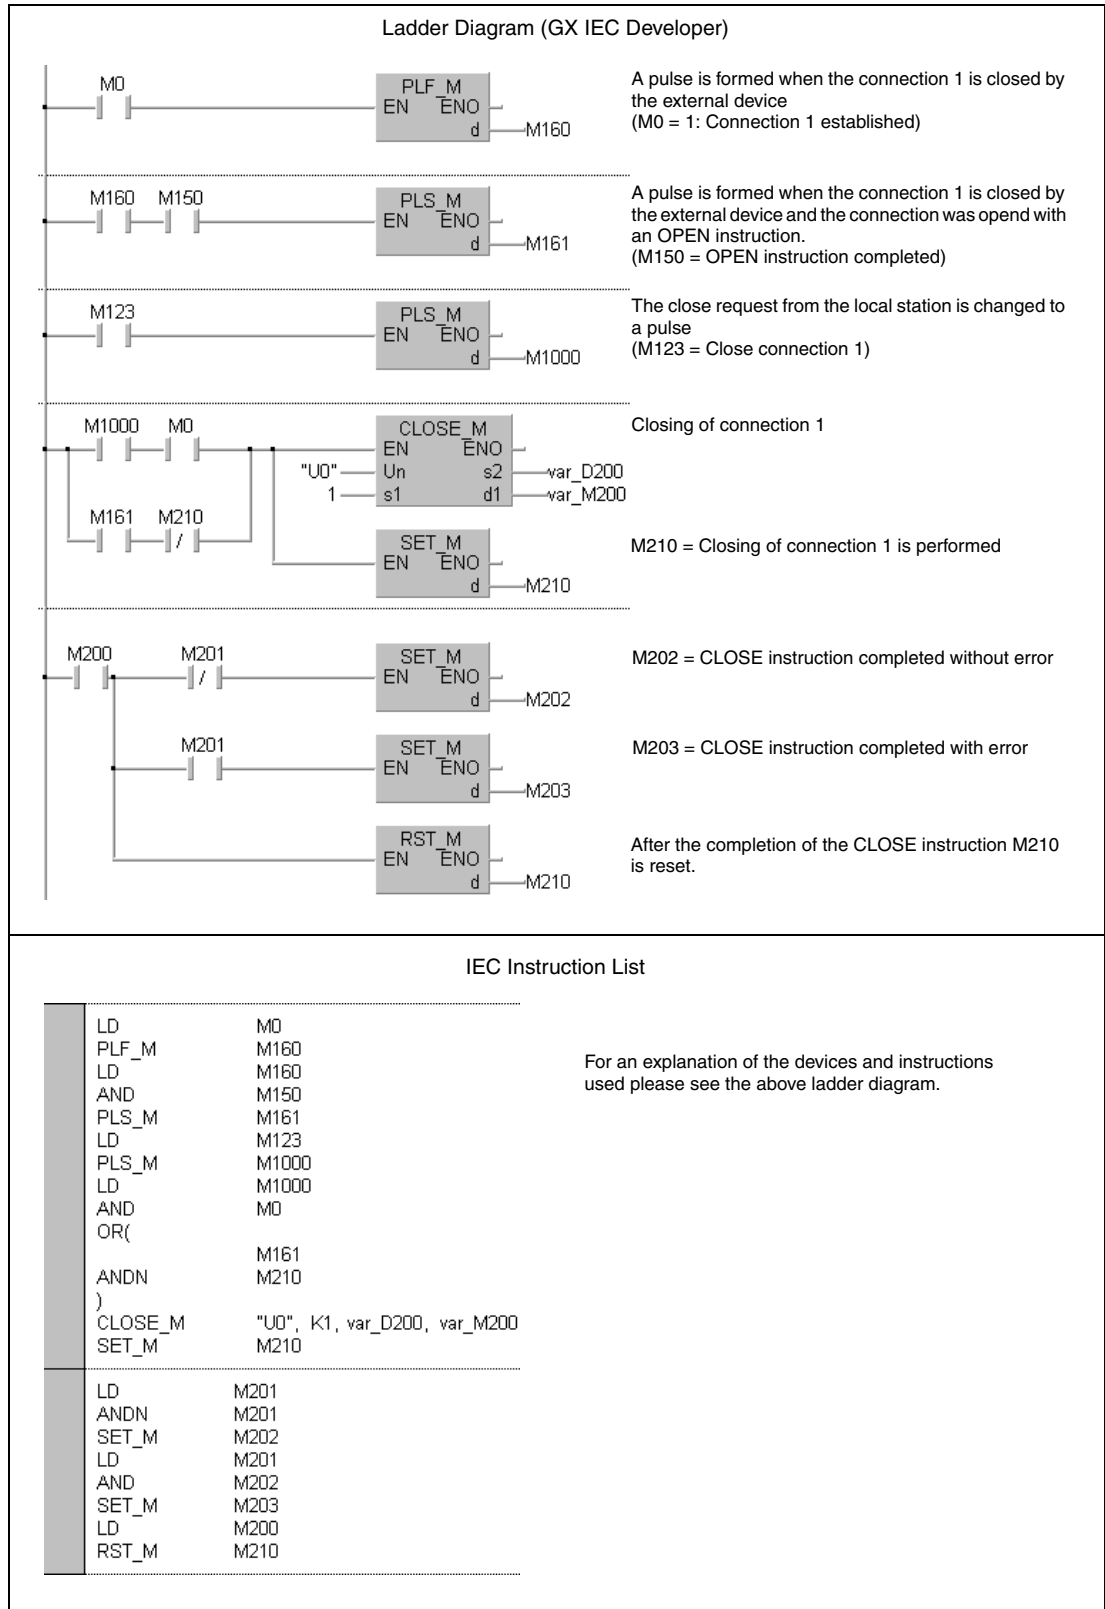 Ladder Diagram (GX IEC Developer)
M0
PLF_M
EN ENO
d M160
A pulse is formed when the connection 1 is closed by
the external device
(M0 = 1: Connection 1 established)
M160 M150
PLS_M
EN ENO
d M161
A pulse is formed when the connection 1 is closed by
the external device and the connection was opend with
an OPEN instruction.
(M150 = OPEN instruction completed)
M123
PLS_M
EN ENO
d M1000
The close request from the local station is changed to
a pulse
(M123 = Close connection 1)
M1000 M0
CLOSE_M
EN ENO
"U0" Un s2 var_D200
1 s1 d1 var_M200
Closing of connection 1
M161 M210
/
SET_M
EN ENO
d M210
M210 = Closing of connection 1 is performed
M200 M201
/
SET_M
EN ENO
d M202
M202 = CLOSE instruction completed without error
M201
SET_M
EN ENO
d M203
M203 = CLOSE instruction completed with error
RST_M
EN ENO
d M210
After the completion of the CLOSE instruction M210
is reset.
IEC Instruction List
LD M0
PLF_M M160
LD M160
AND M150
PLS_M M161
LD M123
PLS_M M1000
LD M1000
AND M0
OR(
M161
ANDN M210
)
CLOSE_M "U0", K1, var_D200, var_M200
SET_M M210
For an explanation of the devices and instructions
used please see the above ladder diagram.
LD M201
ANDN M201
SET_M M202
LD M201
AND M202
SET_M M203
LD M200
RST_M M210